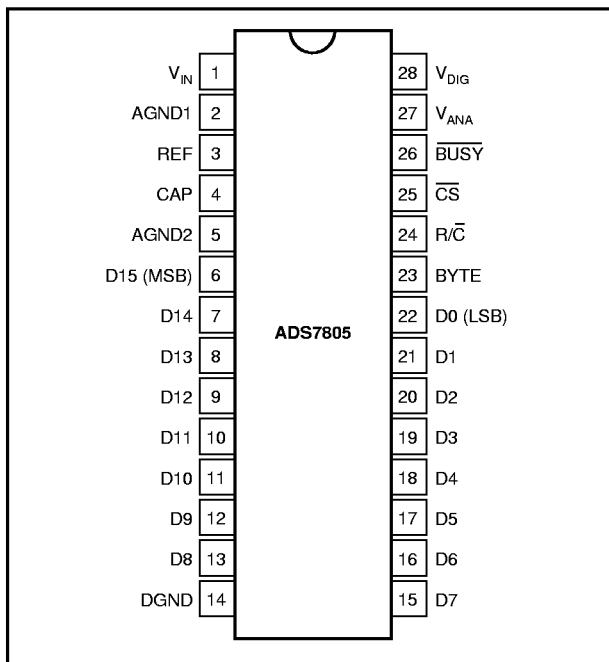 V_IN 1 28 V_DIG
AGND1 2 27 V_ANA
REF 3 26 B̅U̅S̅Y̅
CAP 4 25 C̅S̅
AGND2 5 24 R/C̅
D15 (MSB) 6 23 BYTE
D14 7 22 D0 (LSB)
ADS7805
D13 8 21 D1
D12 9 20 D2
D11 10 19 D3
D10 11 18 D4
D9 12 17 D5
D8 13 16 D6
DGND 14 15 D7